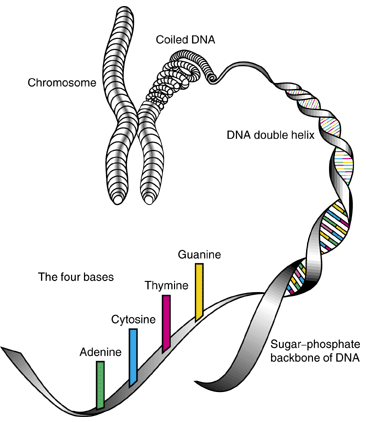 Coiled DNA
Chromosome
DNA double helix
Guanine
The four bases
Thymine
Cytosine
Adenine
Sugar–phosphate
backbone of DNA